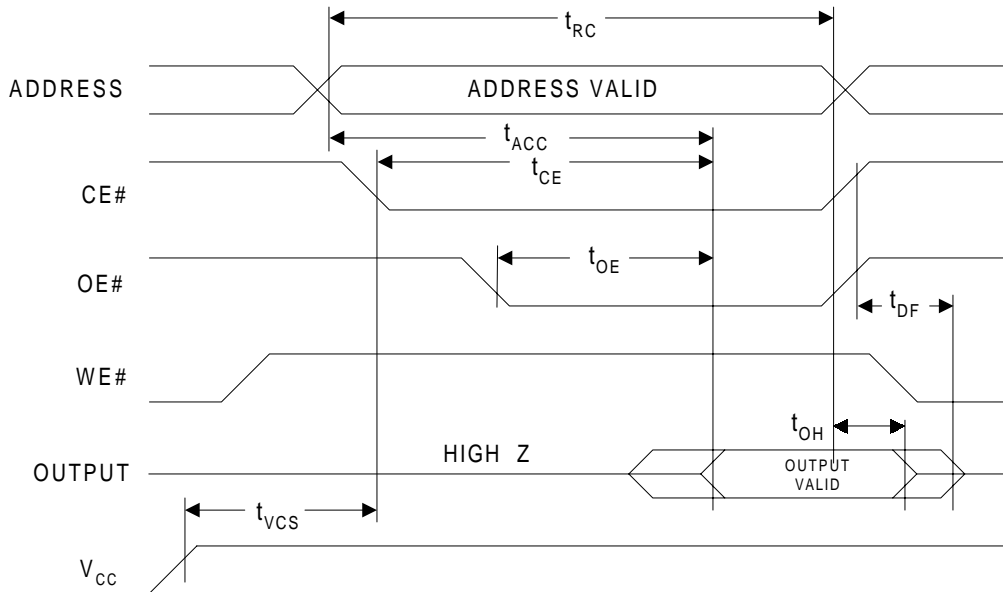 tRC
ADDRESS
ADDRESS VALID
tACC
tCE
CE#
tOE
OE#
tDF
WE#
tOH
HIGH Z
OUTPUT
OUTPUT
VALID
tVCS
VCC